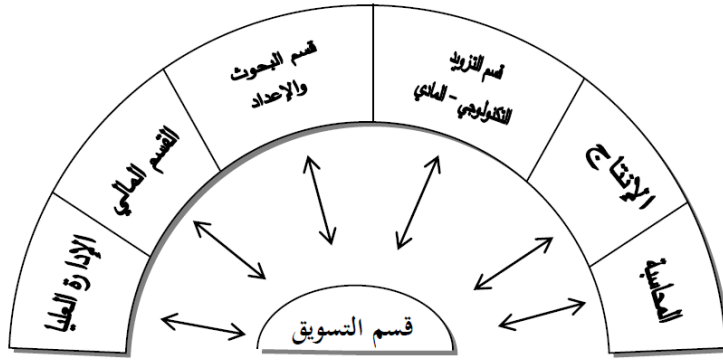 المحاسبة
الإنتاج
قسم التزويد
التكنولوجي - المادي
قسم البحوث
والإعداد
القسم المالي
الإدارة العليا
قسم التسويق